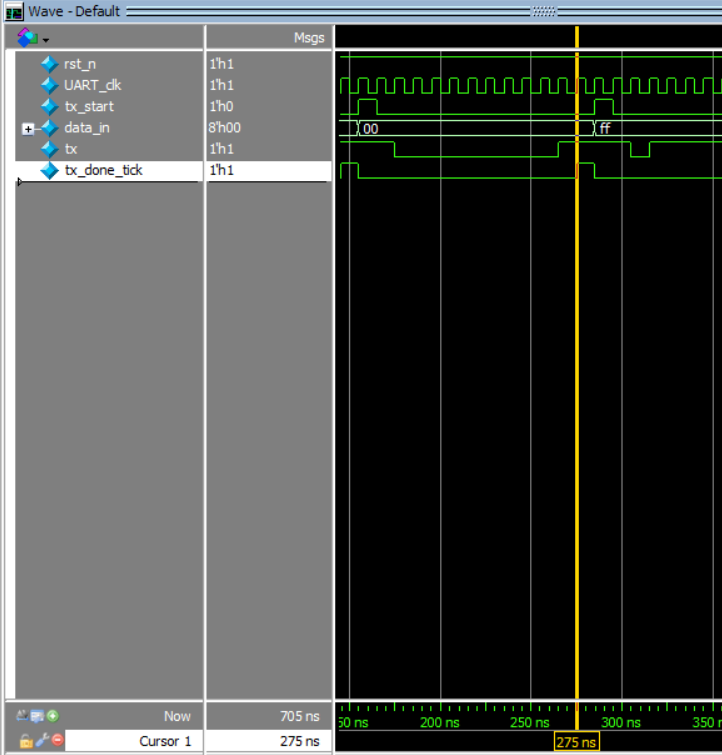 Wave - Default
Msgs
rst_n 1'h1
UART_clk 1'h1
tx_start 1'h0
data_in 8'h00 00 ff
tx 1'h1
tx_done_tick 1'h1
Now 705 ns 50 ns 200 ns 250 ns 300 ns 350 n
Cursor 1 275 ns 275 ns